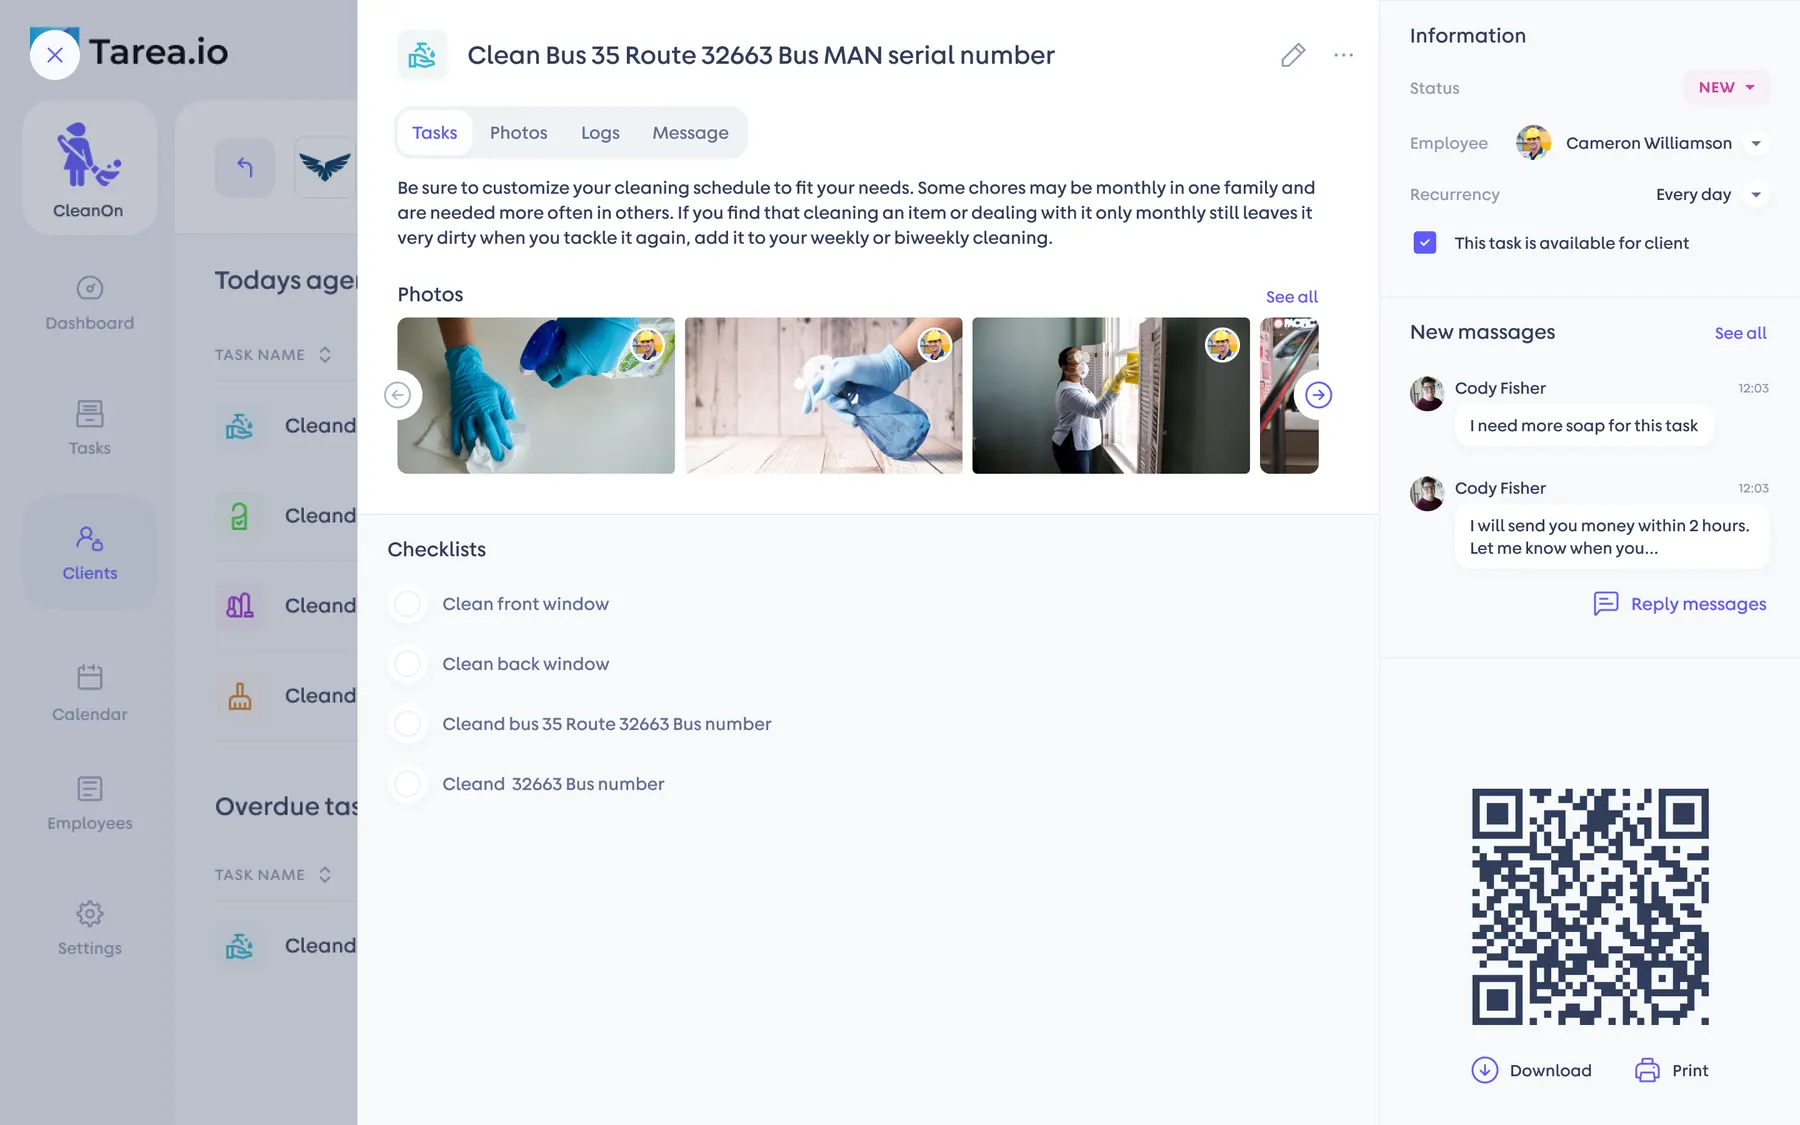 Tarea.io
CleanOn
Dashboard
Tasks
Clients
Calendar
Employees
Settings
Todays agen
TASK NAME
Cleand
Cleand
Cleand
Cleand
Overdue tas
TASK NAME
Cleand
Clean Bus 35 Route 32663 Bus MAN serial number
Tasks
Photos
Logs
Message
Be sure to customize your cleaning schedule to fit your needs. Some chores may be monthly in one family and
are needed more often in others. If you find that cleaning an item or dealing with it only monthly still leaves it
very dirty when you tackle it again, add it to your weekly or biweekly cleaning.
Photos
See all
Checklists
Clean front window
Clean back window
Cleand bus 35 Route 32663 Bus number
Cleand 32663 Bus number
Information
Status
NEW
Employee
Cameron Williamson
Recurrency
Every day
This task is available for client
New massages
See all
Cody Fisher
12:03
I need more soap for this task
Cody Fisher
12:03
I will send you money within 2 hours.
Let me know when you...
Reply messages
Download
Print